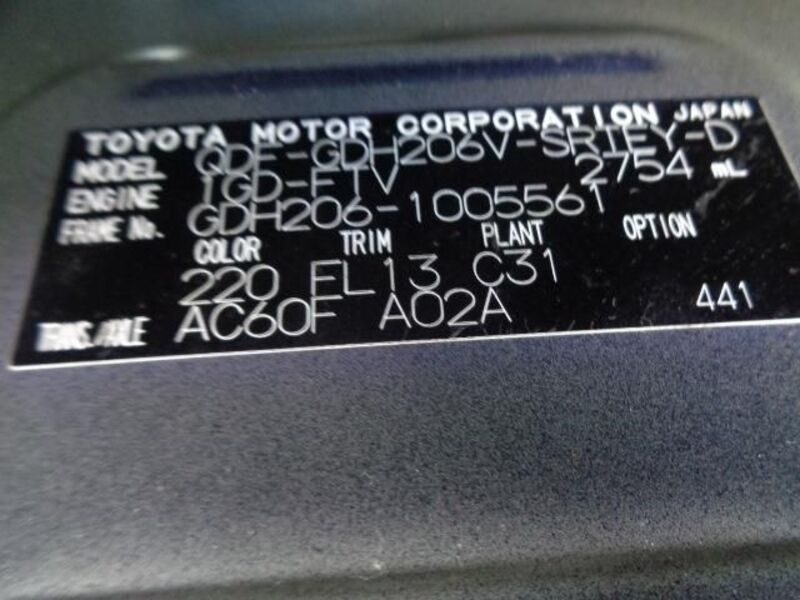 TOYOTA MOTOR CORPORATION JAPAN
MODEL QDF-GDH206V-SRTEY-D
ENGINE 1GD-FTV 2754 mL
FRAME No. GDH206-1005561
COLOR TRIM PLANT OPTION
220 FL13 C31
TRANS./AXLE AC60F A02A 441